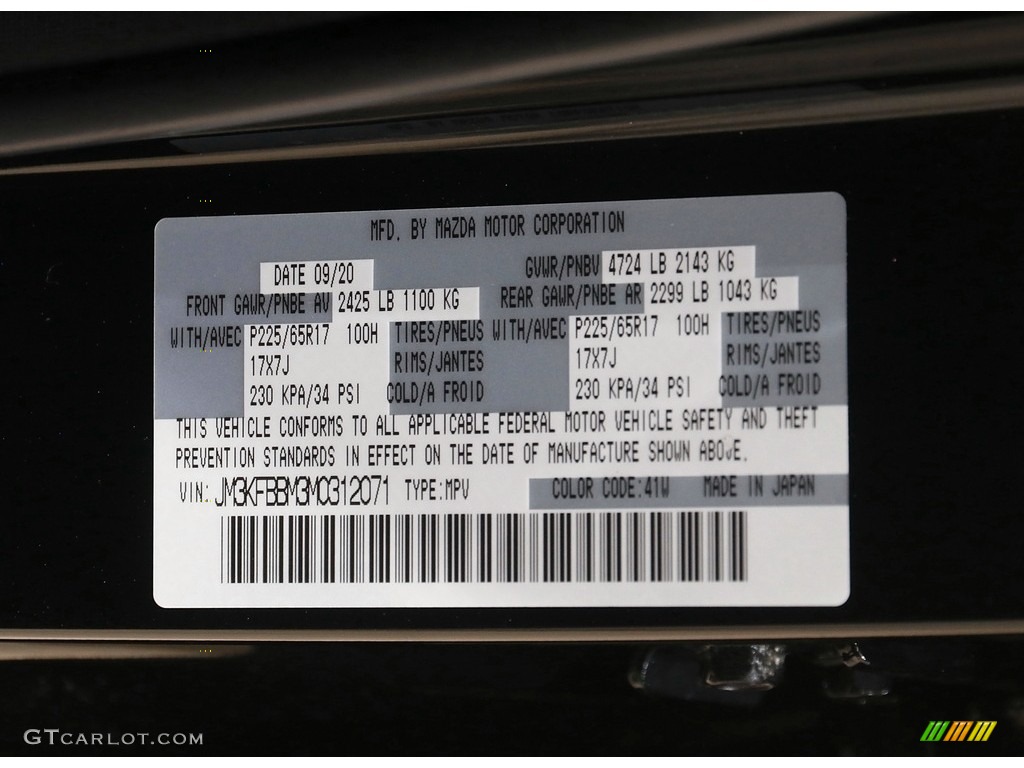 MFD. BY MAZDA MOTOR CORPORATION
DATE 09/20 GVWR/PNBV 4724 LB 2143 KG
FRONT GAWR/PNBE AV 2425 LB 1100 KG REAR GAWR/PNBE AR 2299 LB 1043 KG
WITH/AVEC P225/65R17 100H TIRES/PNEUS WITH/AVEC P225/65R17 100H TIRES/PNEUS
17X7J RIMS/JANTES 17X7J RIMS/JANTES
230 KPA/34 PSI COLD/A FROID 230 KPA/34 PSI COLD/A FROID
THIS VEHICLE CONFORMS TO ALL APPLICABLE FEDERAL MOTOR VEHICLE SAFETY AND THEFT
PREVENTION STANDARDS IN EFFECT ON THE DATE OF MANUFACTURE SHOWN ABOVE.
VIN: JM3KFBBM3M0312071 TYPE:MPV COLOR CODE:41W MADE IN JAPAN
GTCARLOT.COM